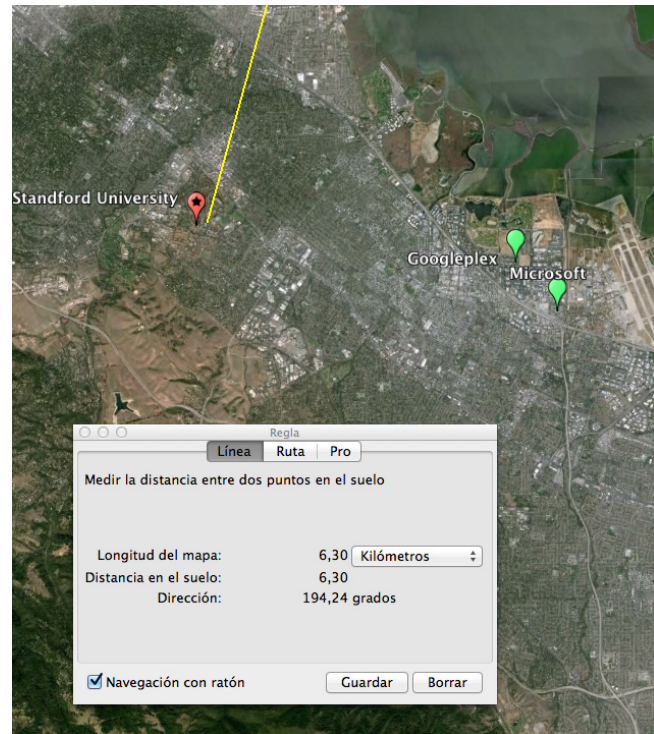 Standford University
Googleplex
Microsoft
Regla
Línea Ruta Pro
Medir la distancia entre dos puntos en el suelo
Longitud del mapa: 6,30 Kilómetros
Distancia en el suelo: 6,30
Dirección: 194,24 grados
Navegación con ratón Guardar Borrar